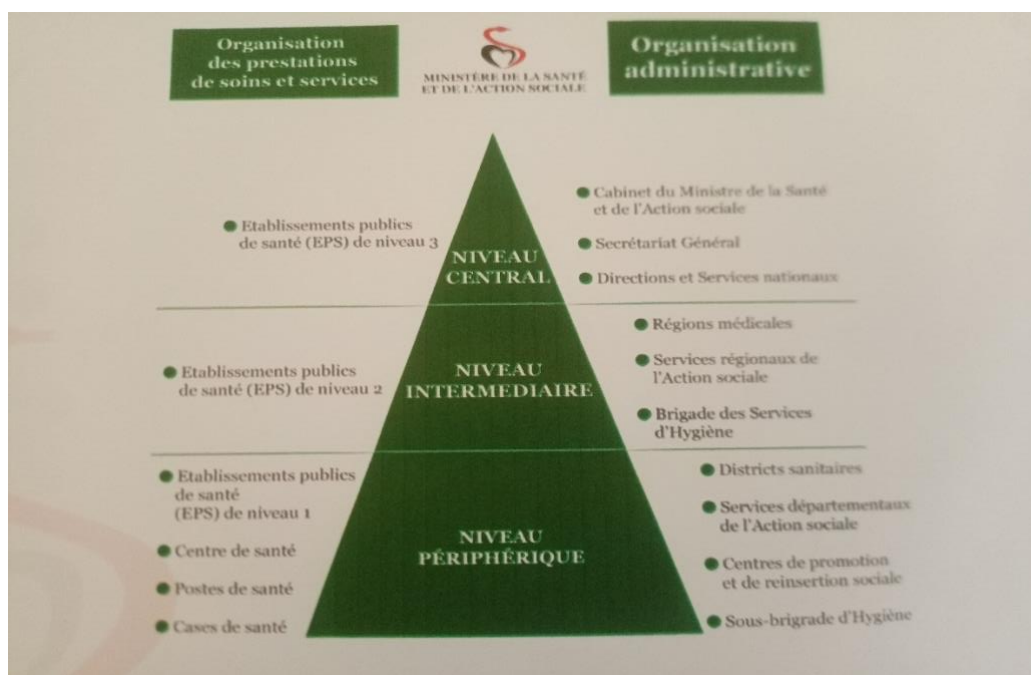 Organisation
des prestations
de soins et services
MINISTÈRE DE LA SANTÉ
ET DE L'ACTION SOCIALE
Organisation
administrative
Etablissements publics
de santé (EPS) de niveau 3
NIVEAU
CENTRAL
Cabinet du Ministre de la Santé
et de l'Action sociale
Secrétariat Général
Directions et Services nationaux
Etablissements publics
de santé (EPS) de niveau 2
NIVEAU
INTERMEDIAIRE
Régions médicales
Services régionaux de
l'Action sociale
Brigade des Services
d'Hygiène
Etablissements publics
de santé
(EPS) de niveau 1
Centre de santé
Postes de santé
Cases de santé
NIVEAU
PÉRIPHÉRIQUE
Districts sanitaires
Services départementaux
de l'Action sociale
Centres de promotion
et de reinsertion sociale
Sous-brigade d'Hygiène